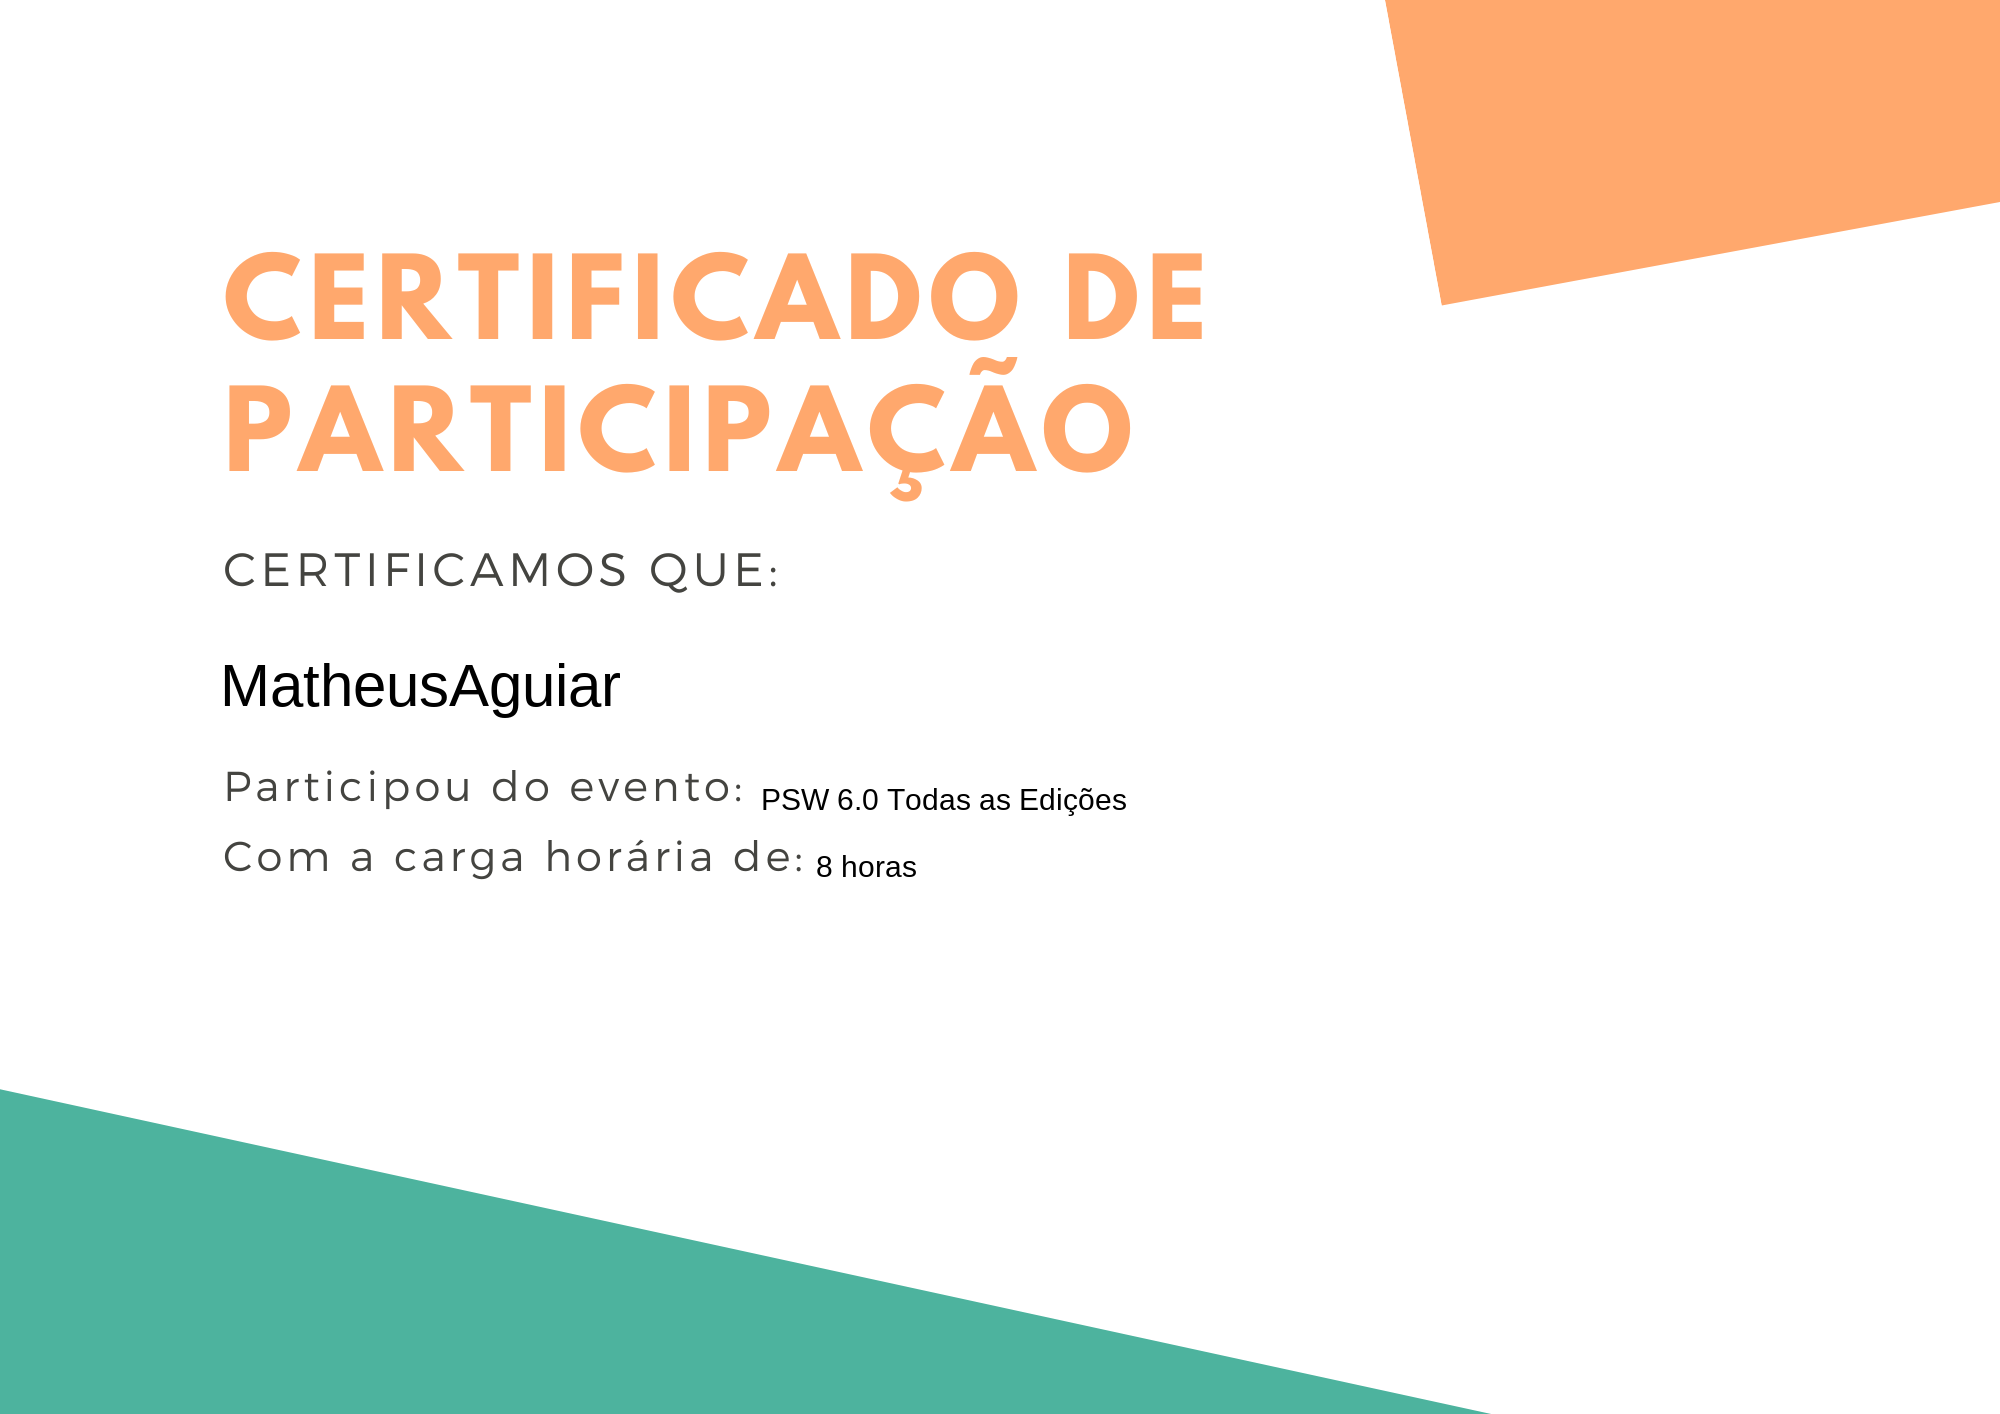 CERTIFICADO DE
PARTICIPAÇÃO
CERTIFICAMOS QUE:
MatheusAguiar
Participou do evento: PSW 6.0 Todas as Edições
Com a carga horária de: 8 horas